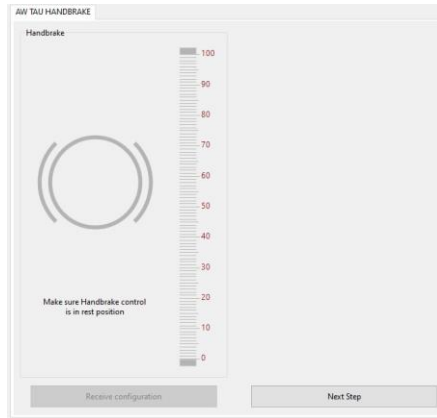 AW TAU HANDBRAKE
Handbrake
100
90
80
70
60
50
40
30
20
10
0
Make sure Handbrake control
is in rest position
Receive configuration
Next Step